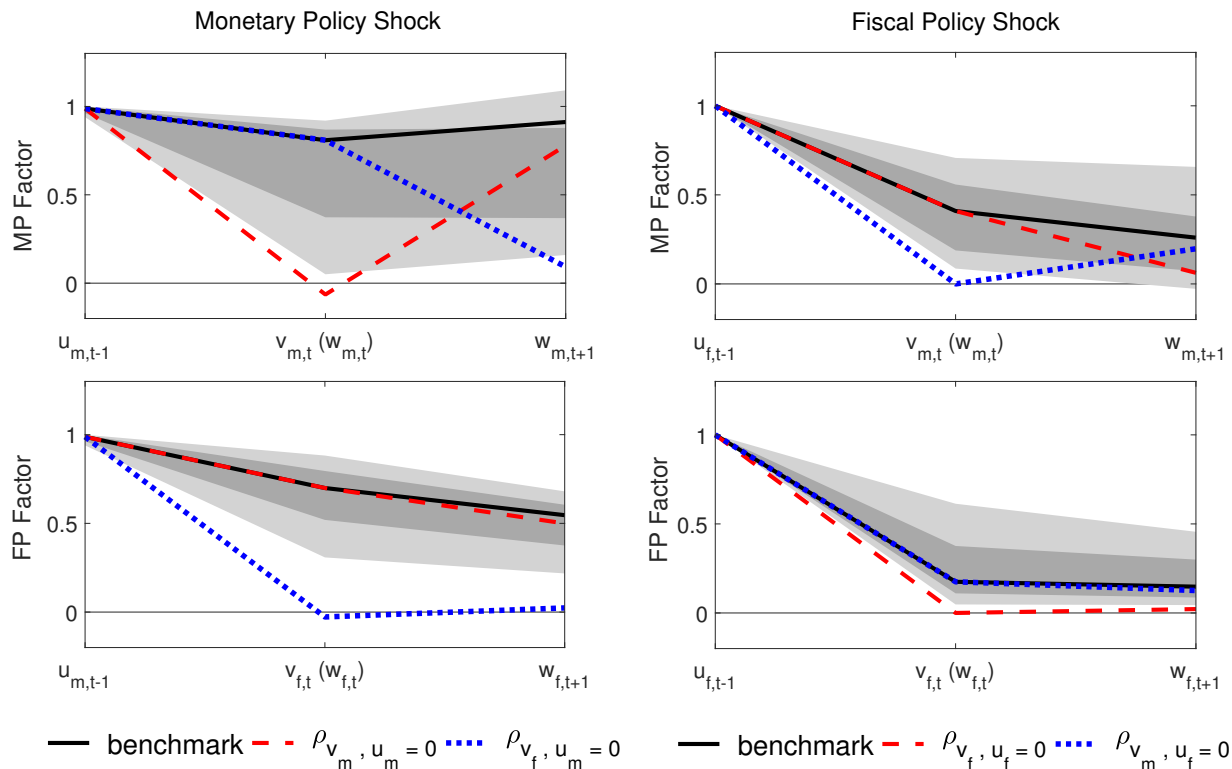 Monetary Policy Shock
Fiscal Policy Shock
MP Factor
1
0.5
0
u_{m,t-1} v_{m,t} (w_{m,t}) w_{m,t+1}
MP Factor
1
0.5
0
u_{f,t-1} v_{m,t} (w_{m,t}) w_{m,t+1}
FP Factor
1
0.5
0
u_{m,t-1} v_{f,t} (w_{f,t}) w_{f,t+1}
FP Factor
1
0.5
0
u_{f,t-1} v_{f,t} (w_{f,t}) w_{f,t+1}
benchmark ρ_{v_m, u_m = 0} ρ_{v_f, u_m = 0}
benchmark ρ_{v_f, u_f = 0} ρ_{v_m, u_f = 0}